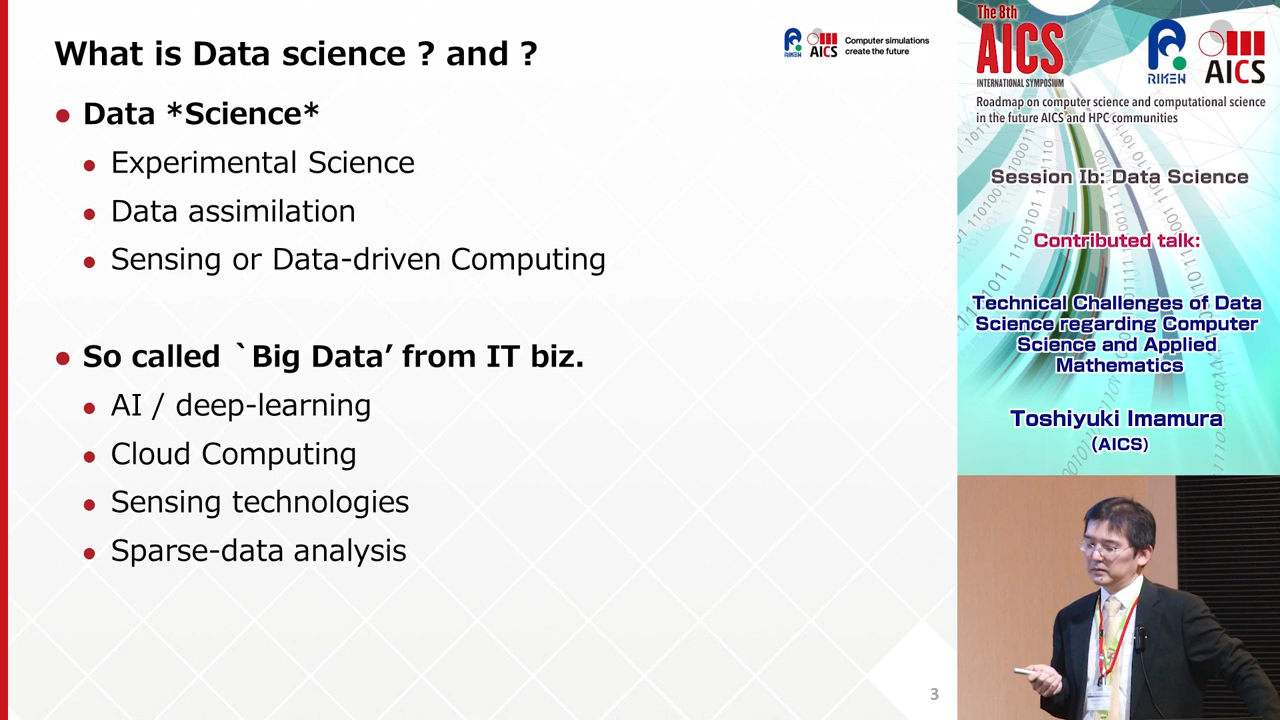 What is Data science ? and ?
RIKEN
AICS
Computer simulations
create the future
● Data *Science*
● Experimental Science
● Data assimilation
● Sensing or Data-driven Computing
● So called `Big Data’ from IT biz.
● AI / deep-learning
● Cloud Computing
● Sensing technologies
● Sparse-data analysis
3
The 8th
AICS
INTERNATIONAL SYMPOSIUM
RIKEN
AICS
Roadmap on computer science and computational science
in the future AICS and HPC communities
Session Ib: Data Science
Contributed talk:
Technical Challenges of Data
Science regarding Computer
Science and Applied
Mathematics
Toshiyuki Imamura
(AICS)